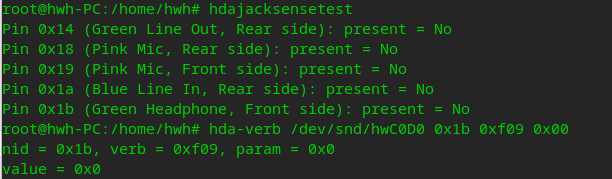 root@hwh-PC:/home/hwh# hdajacksensetest
Pin 0x14 (Green Line Out, Rear side): present = No
Pin 0x18 (Pink Mic, Rear side): present = No
Pin 0x19 (Pink Mic, Front side): present = No
Pin 0x1a (Blue Line In, Rear side): present = No
Pin 0x1b (Green Headphone, Front side): present = No
root@hwh-PC:/home/hwh# hda-verb /dev/snd/hwC0D0 0x1b 0xf09 0x00
nid = 0x1b, verb = 0xf09, param = 0x0
value = 0x0